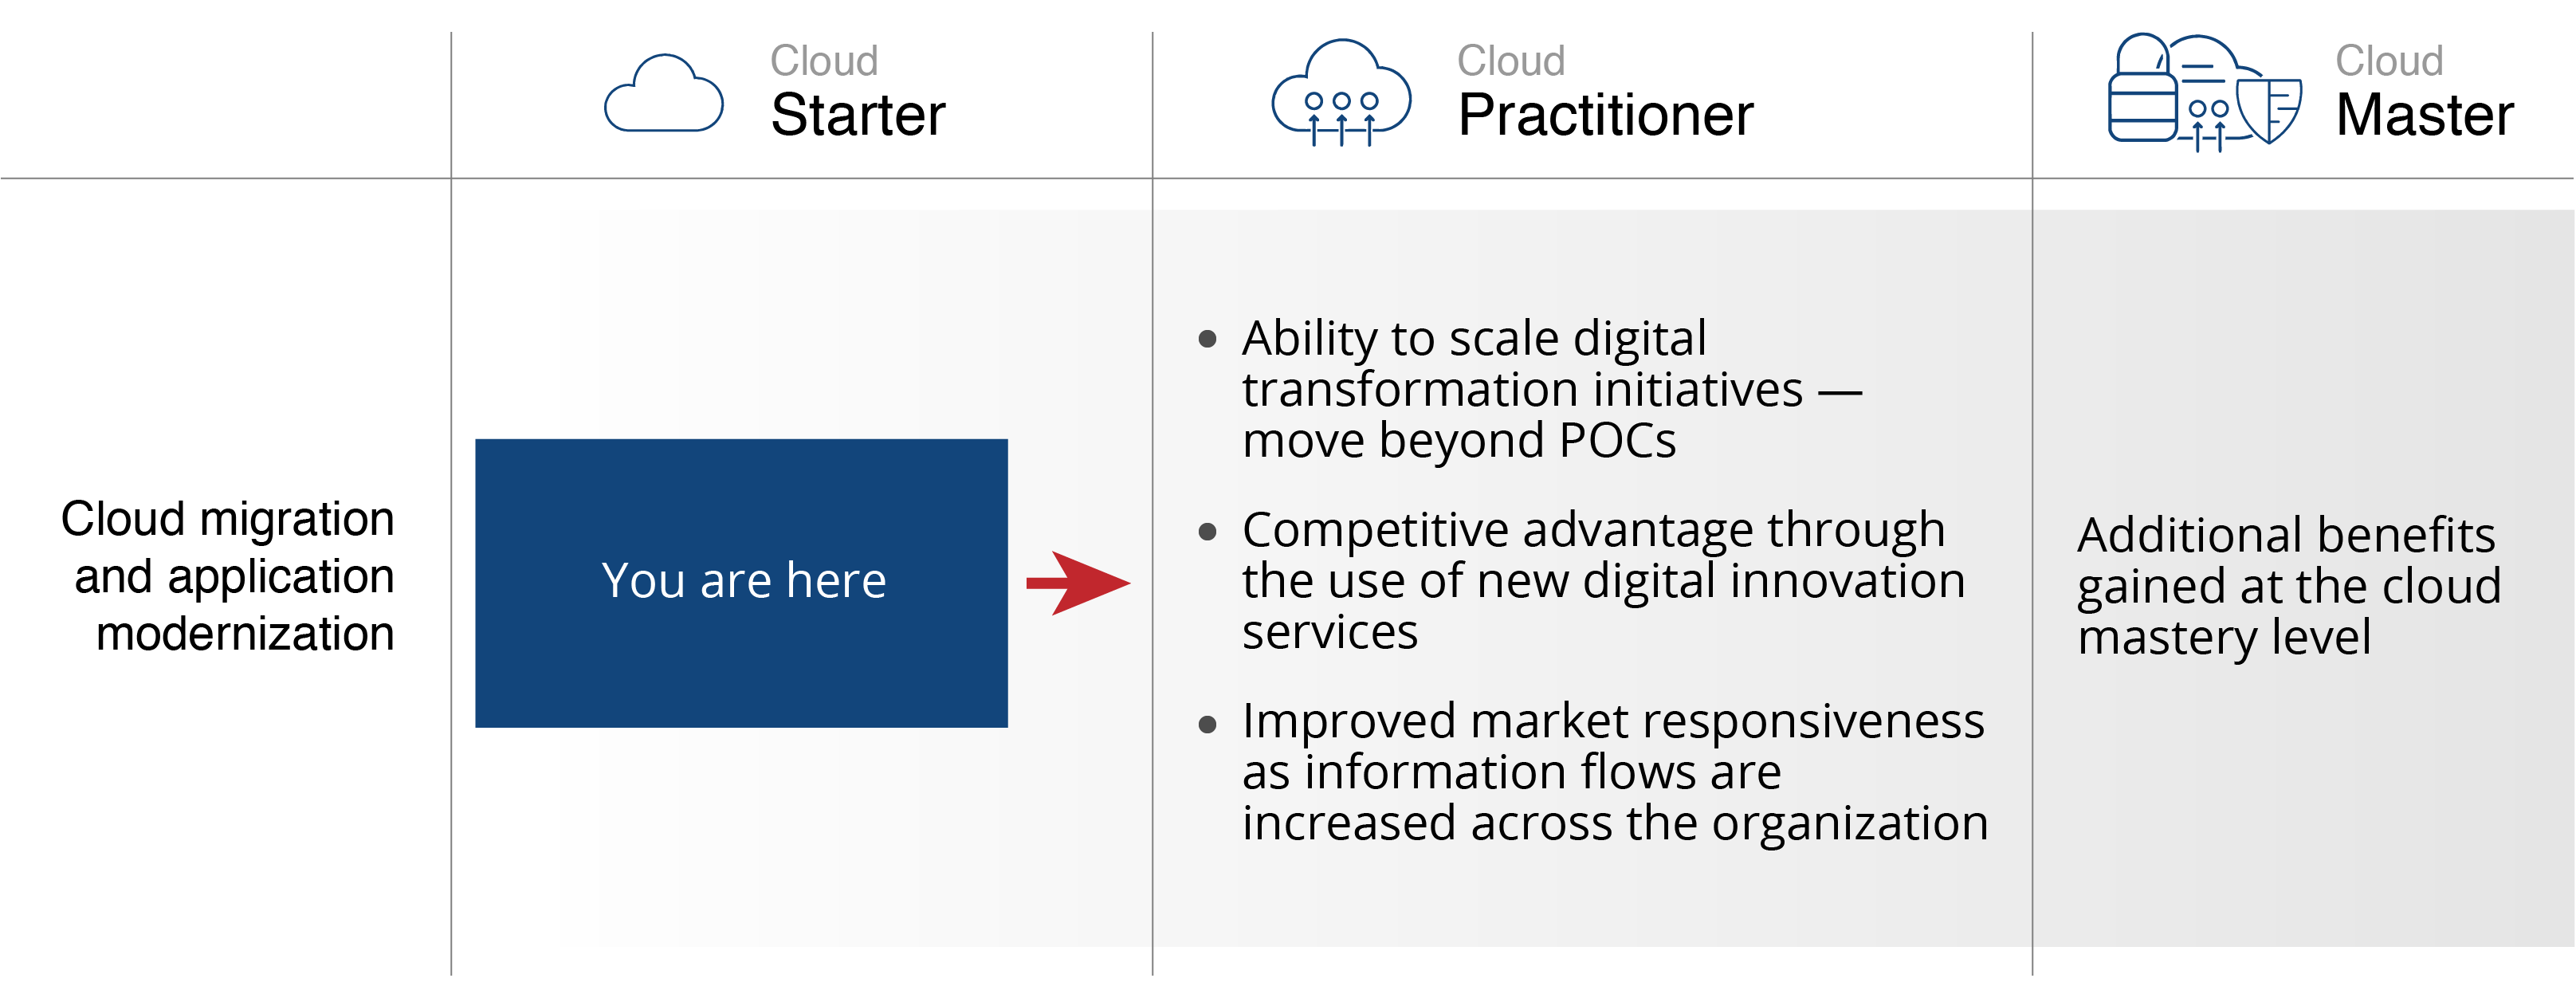 Cloud
Starter
Cloud
Practitioner
Cloud
Master
Cloud migration
and application
modernization
You are here
• Ability to scale digital
transformation initiatives —
move beyond POCs
• Competitive advantage through
the use of new digital innovation
services
• Improved market responsiveness
as information flows are
increased across the organization
Additional benefits
gained at the cloud
mastery level